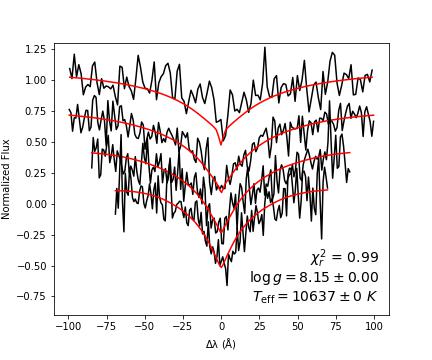 Normalized Flux
1.25
1.00
0.75
0.50
0.25
0.00
−0.25
−0.50
−0.75
χ²ᵣ = 0.99
log g = 8.15 ± 0.00
T_eff = 10637 ± 0 K
−100 −75 −50 −25 0 25 50 75 100
Δλ (Å)